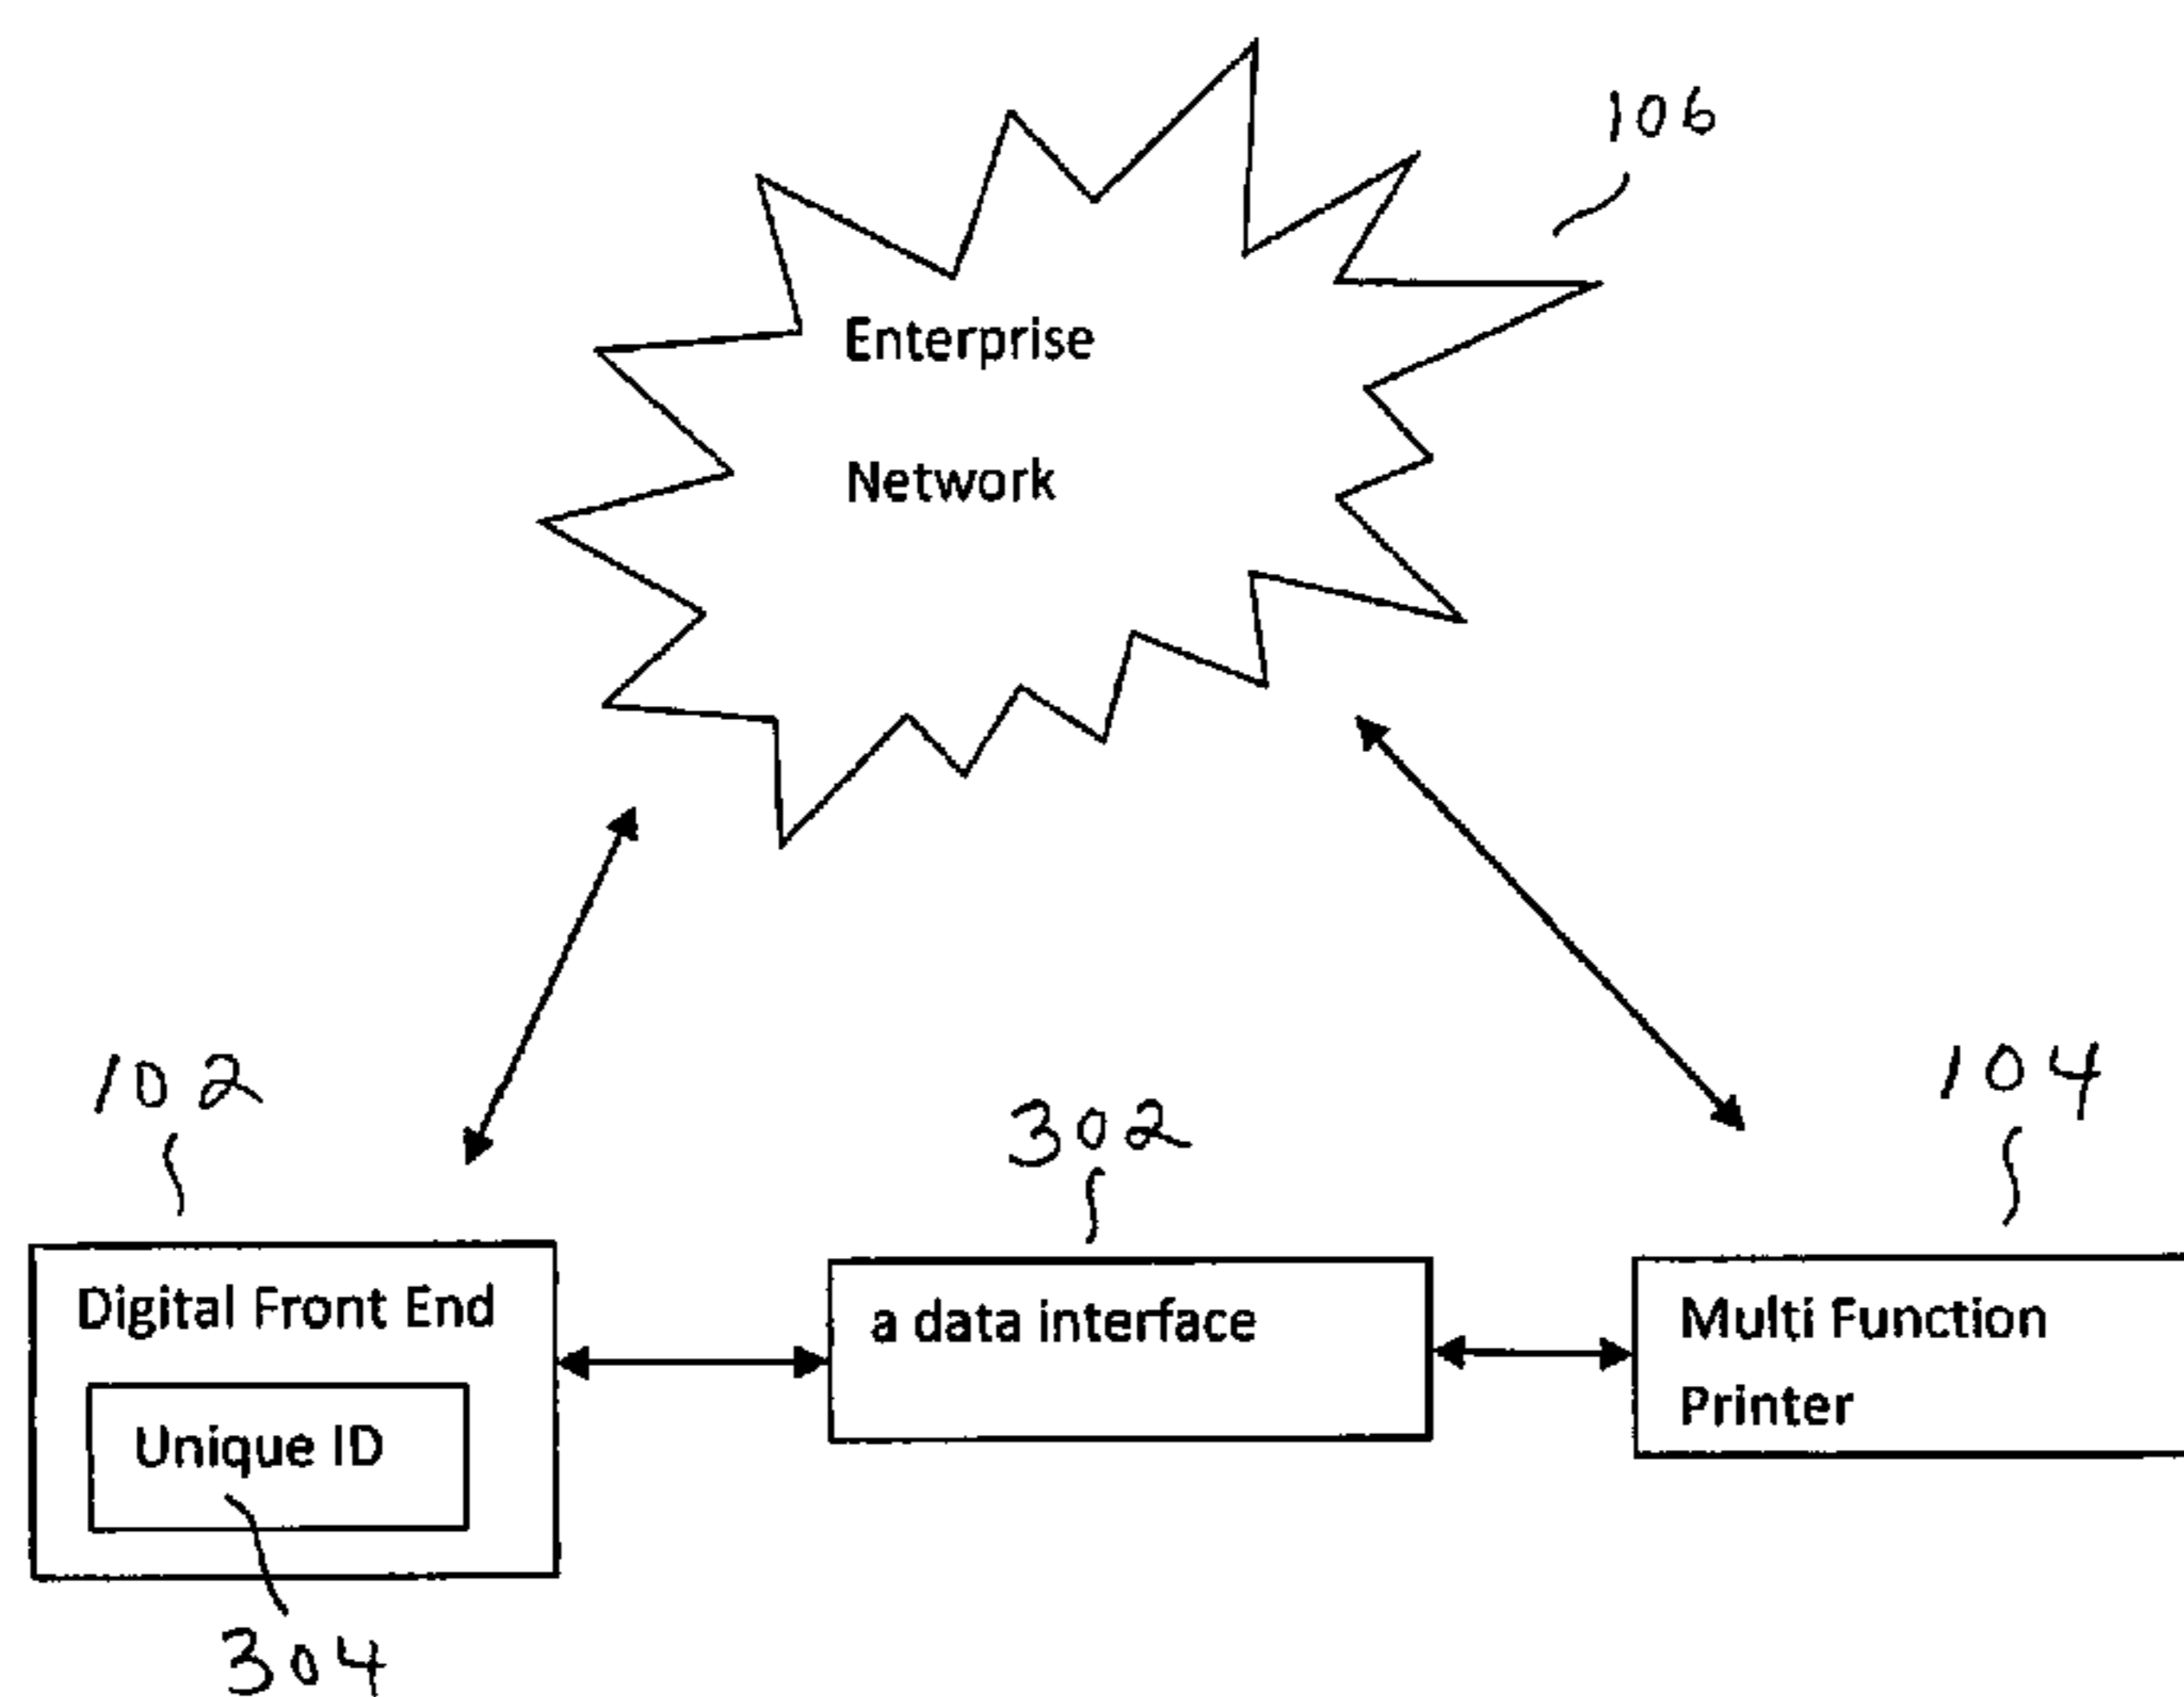 106
Enterprise
Network
102
302
104
Digital Front End
Unique ID
a data interface
Multi Function
Printer
304